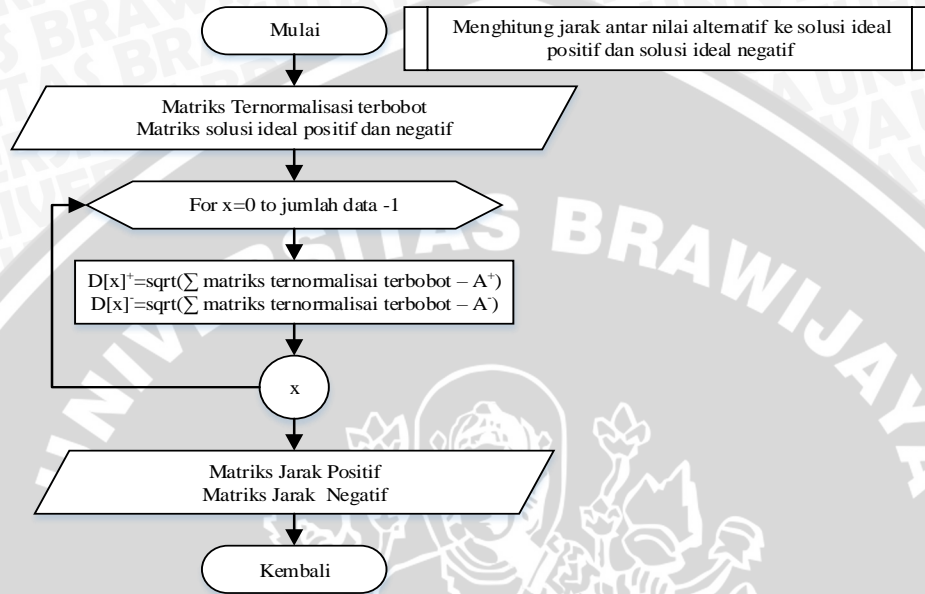 Mulai
Menghitung jarak antar nilai alternatif ke solusi ideal
positif dan solusi ideal negatif
Matriks Ternormalisasi terbobot
Matriks solusi ideal positif dan negatif
For x=0 to jumlah data -1
D[x]⁺=sqrt(∑ matriks ternormalisai terbobot – A⁺)
D[x]⁻=sqrt(∑ matriks ternormalisai terbobot – A⁻)
x
Matriks Jarak Positif
Matriks Jarak  Negatif
Kembali
UNIVERSITAS BRAWIJAYA